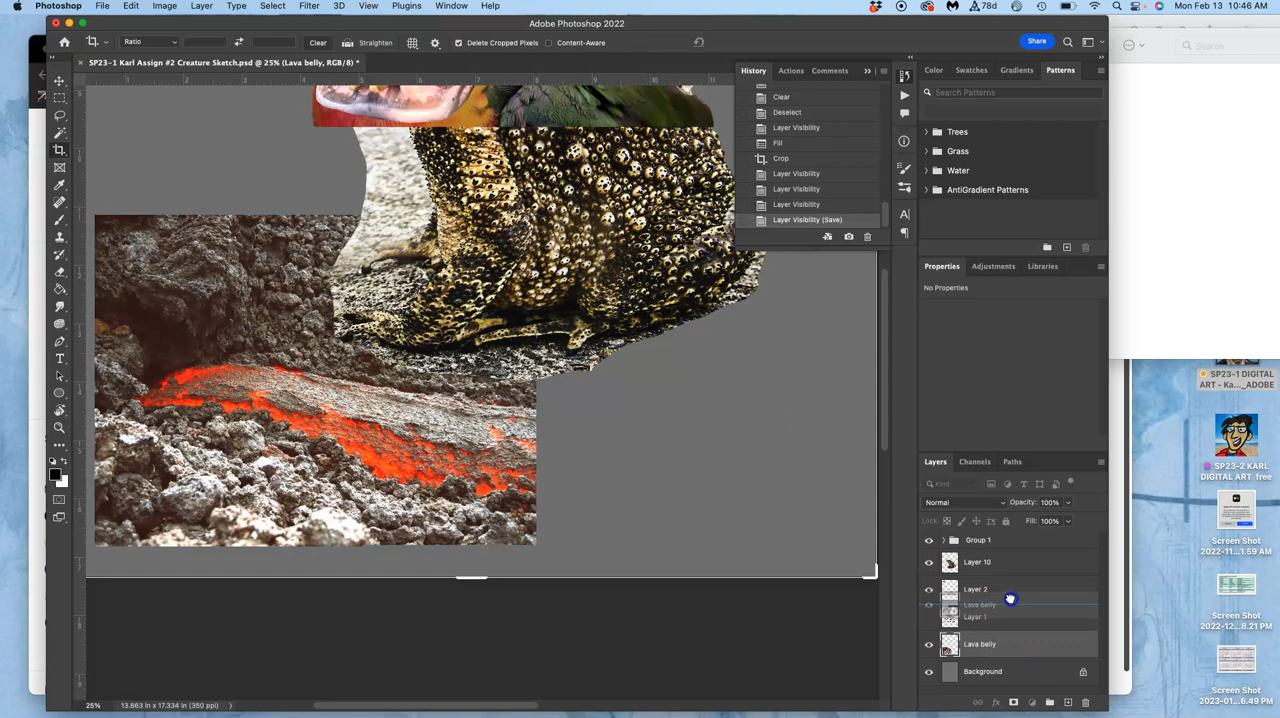 Photoshop File Edit Image Layer Type Select Filter 3D View Plugins Window Help
78d
Mon Feb 13 10:46 AM
Adobe Photoshop 2022
Search
Ratio
Clear
Straighten
Delete Cropped Pixels
Content-Aware
Share
SP23-1 Karl Assign #2 Creature Sketch.psd @ 25% (Lava belly, RGB/8) *
History Actions Comments
Clear
Deselect
Layer Visibility
Fill
Crop
Layer Visibility
Layer Visibility
Layer Visibility
Layer Visibility (Save)
Color Swatches Gradients Patterns
Search Patterns
Trees
Grass
Water
AntiGradient Patterns
Properties Adjustments Libraries
No Properties
Layers Channels Paths
Kind
Normal
Opacity: 100%
Lock:
Fill: 100%
Group 1
Layer 10
Layer 2
Lava belly
Layer 1
Lava belly
Background
25%
13.863 in x 17.334 in (350 ppi)
SP23-1 DIGITAL
ART - Ka..._ADOBE
SP23-2 KARL
DIGITAL ART_free
Screen Shot
2022-11...1.59 AM
Screen Shot
2022-12...8.21 PM
Screen Shot
2023-01...6.49 PM